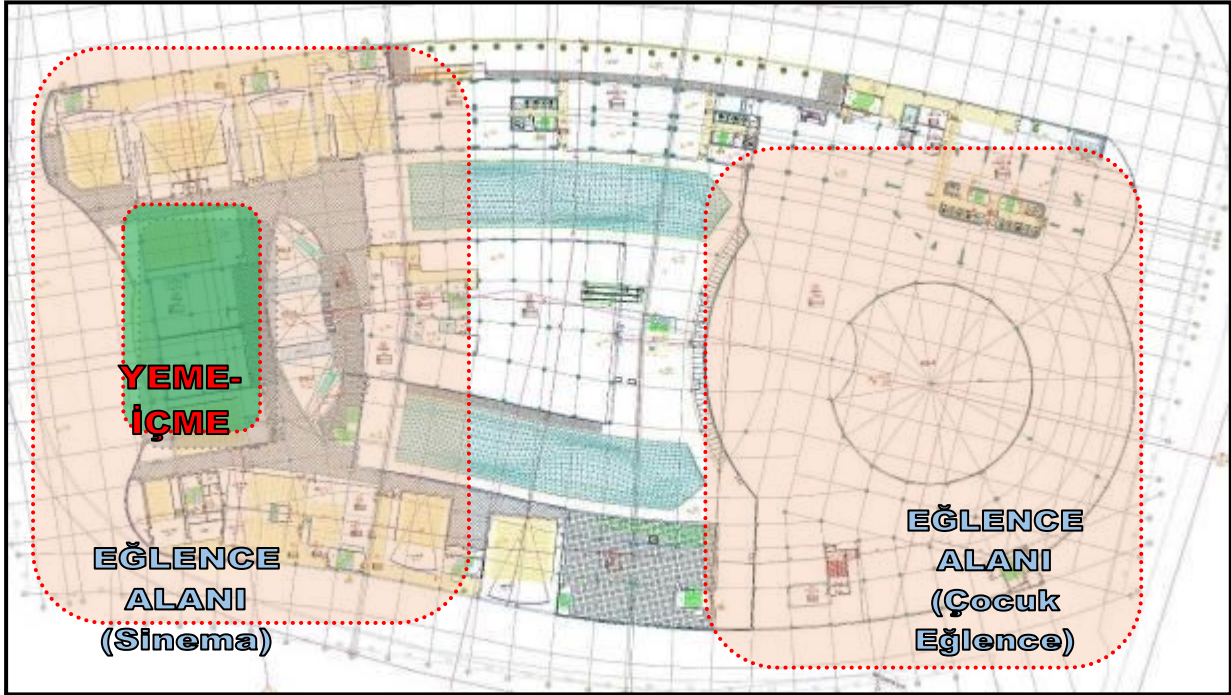 YEME-
İÇME
EĞLENCE
ALANI
(Sinema)
EĞLENCE
ALANI
(Çocuk
Eğlence)